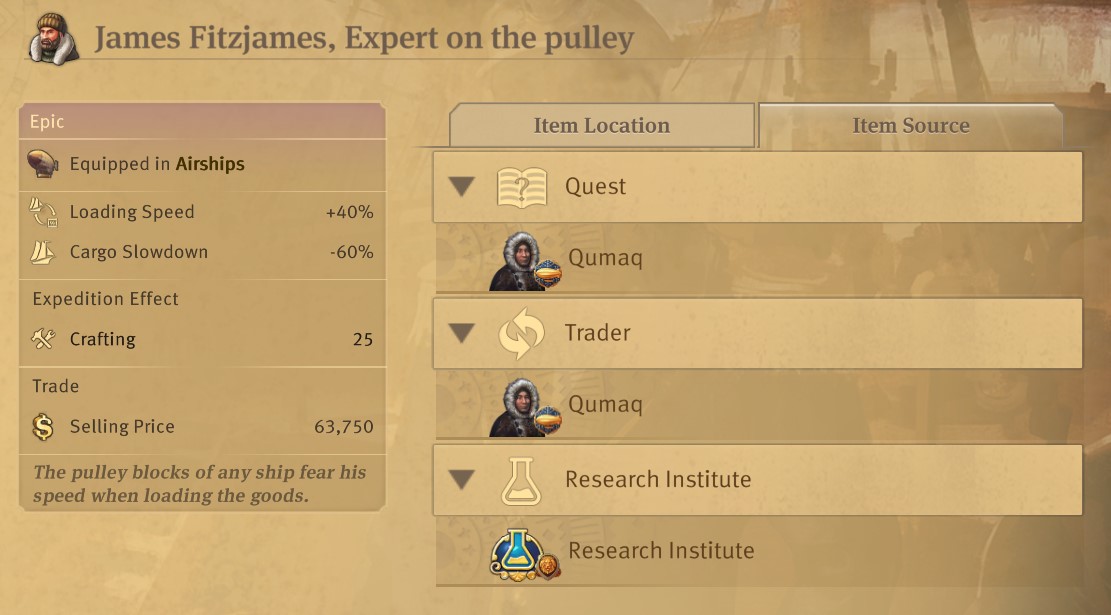 James Fitzjames, Expert on the pulley
Epic
Equipped in Airships
Loading Speed +40%
Cargo Slowdown -60%
Expedition Effect
Crafting 25
Trade
Selling Price 63,750
The pulley blocks of any ship fear his
speed when loading the goods.
Item Location
Item Source
Quest
Qumaq
Trader
Qumaq
Research Institute
Research Institute